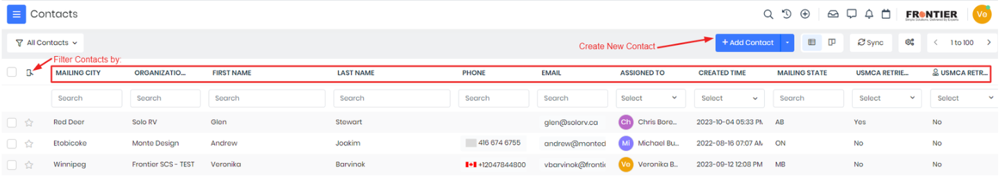 Contacts
FRONTIER
Simple Solutions. Delivered By Experts
Ve
All Contacts
Create New Contact
+ Add Contact
Sync
1 to 100
Filter Contacts by:
MAILING CITY ORGANIZATIO... FIRST NAME LAST NAME PHONE EMAIL ASSIGNED TO CREATED TIME MAILING STATE USMCA RETRIE... USMCA RETR...
Search Search Search Search Search Search Select Select Search Select Select
Red Deer Solo RV Glen Stewart glen@solorv.ca Ch Chris Bore... 2023-10-04 05:33 PM AB Yes No
Etobicoke Monte Design Andrew Joakim 416 674 6755 andrew@monted Mi Michael Bu... 2022-08-16 07:07 AM ON No No
Winnipeg Frontier SCS - TEST Veronika Barvinok +12047844800 vbarvinok@frontic Ve Veronika B... 2023-09-12 12:08 PM MB No No